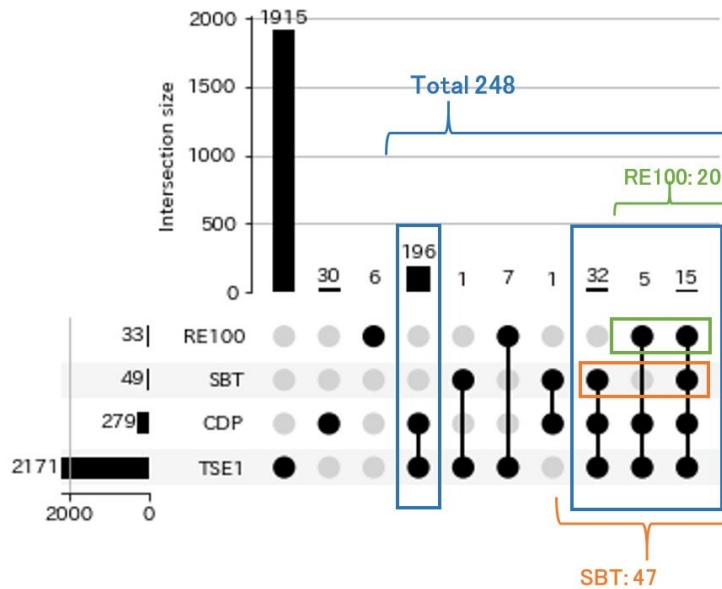 2000
1915
1500
Total 248
1000
RE100: 20
500
196
30
6
1
7
1
32
5
15
0
Intersection size
33
RE100
49
SBT
279
CDP
2171
TSE1
2000
0
SBT: 47